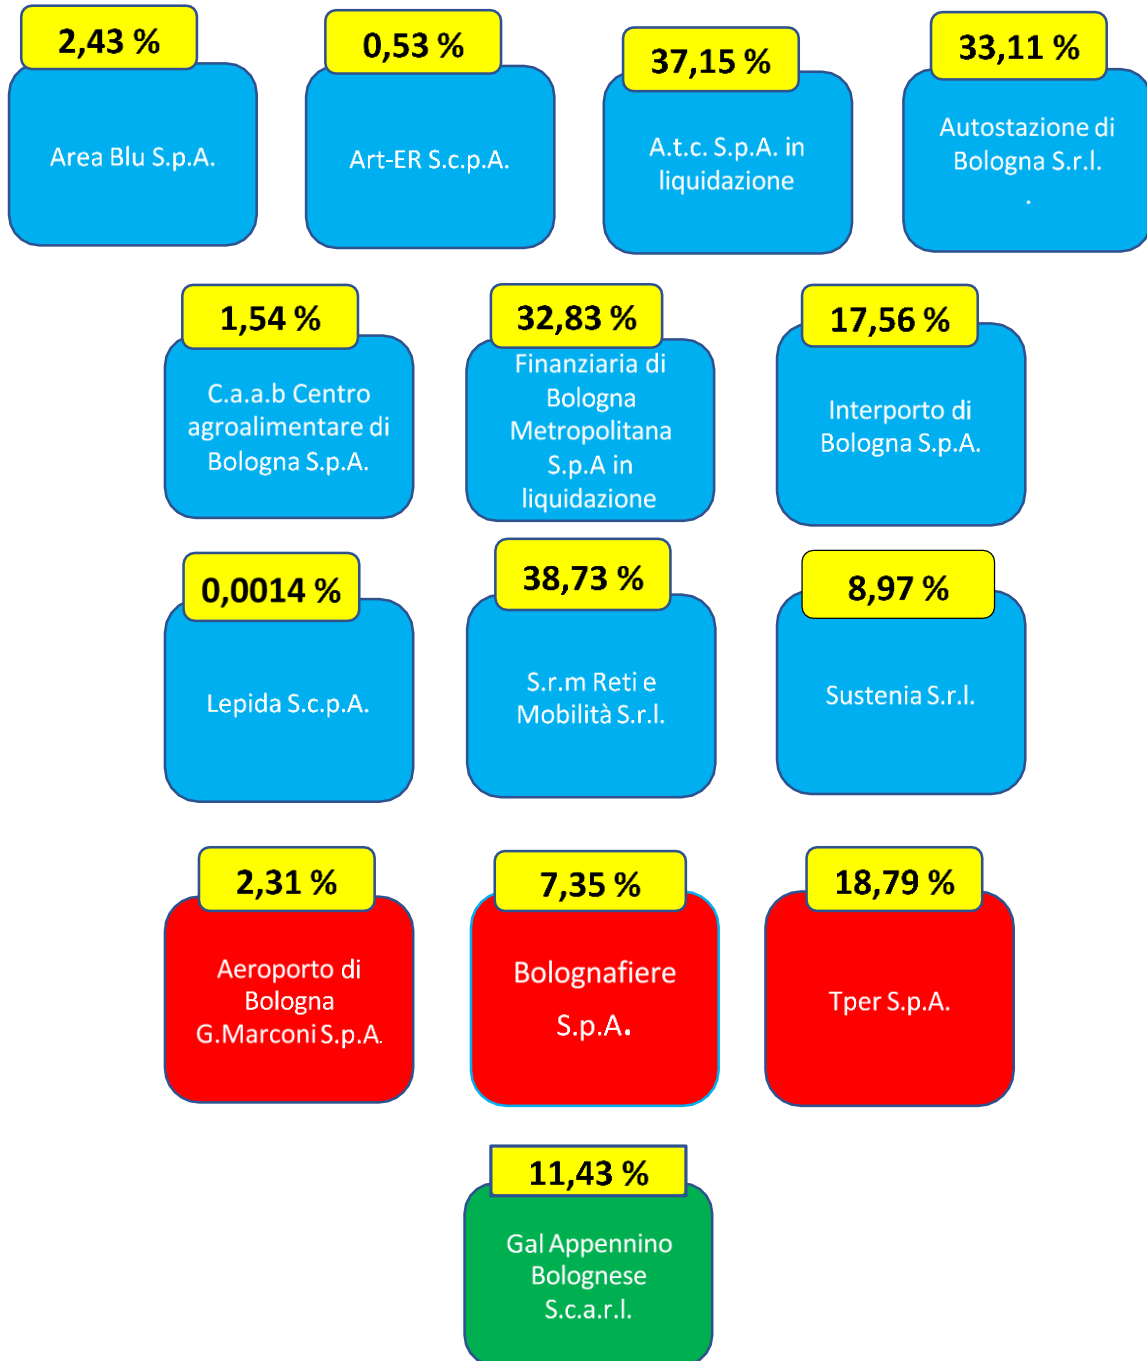 2,43 %
Area Blu S.p.A.
0,53 %
Art-ER S.c.p.A.
37,15 %
A.t.c. S.p.A. in
liquidazione
33,11 %
Autostazione di
Bologna S.r.l.
.
1,54 %
C.a.a.b Centro
agroalimentare di
Bologna S.p.A.
32,83 %
Finanziaria di
Bologna
Metropolitana
S.p.A in
liquidazione
17,56 %
Interporto di
Bologna S.p.A.
0,0014 %
Lepida S.c.p.A.
38,73 %
S.r.m Reti e
Mobilità S.r.l.
8,97 %
Sustenia S.r.l.
2,31 %
Aeroporto di
Bologna
G.Marconi S.p.A.
7,35 %
Bolognafiere
S.p.A.
18,79 %
Tper S.p.A.
11,43 %
Gal Appennino
Bolognese
S.c.a.r.l.